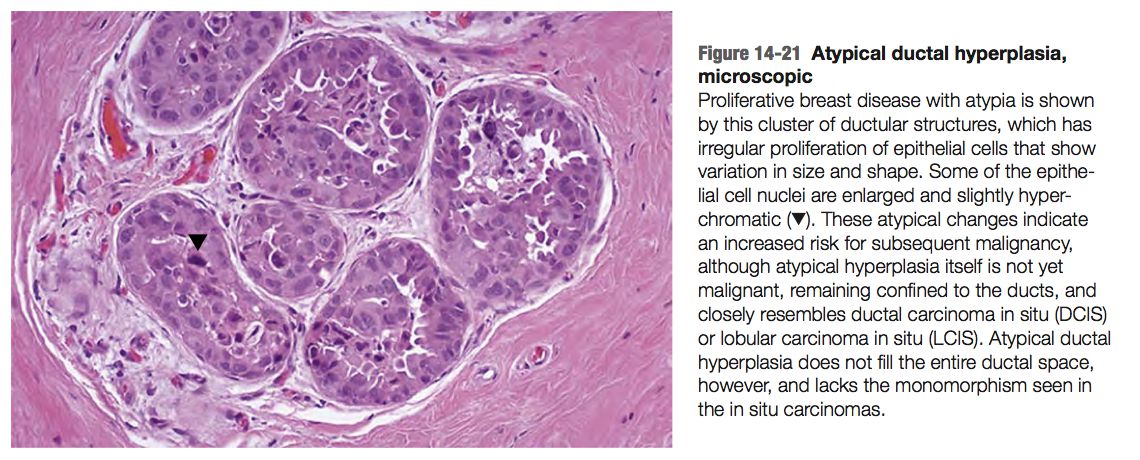 Figure 14-21 Atypical ductal hyperplasia,
microscopic
Proliferative breast disease with atypia is shown
by this cluster of ductular structures, which has
irregular proliferation of epithelial cells that show
variation in size and shape. Some of the epithe-
lial cell nuclei are enlarged and slightly hyper-
chromatic (▼). These atypical changes indicate
an increased risk for subsequent malignancy,
although atypical hyperplasia itself is not yet
malignant, remaining confined to the ducts, and
closely resembles ductal carcinoma in situ (DCIS)
or lobular carcinoma in situ (LCIS). Atypical ductal
hyperplasia does not fill the entire ductal space,
however, and lacks the monomorphism seen in
the in situ carcinomas.